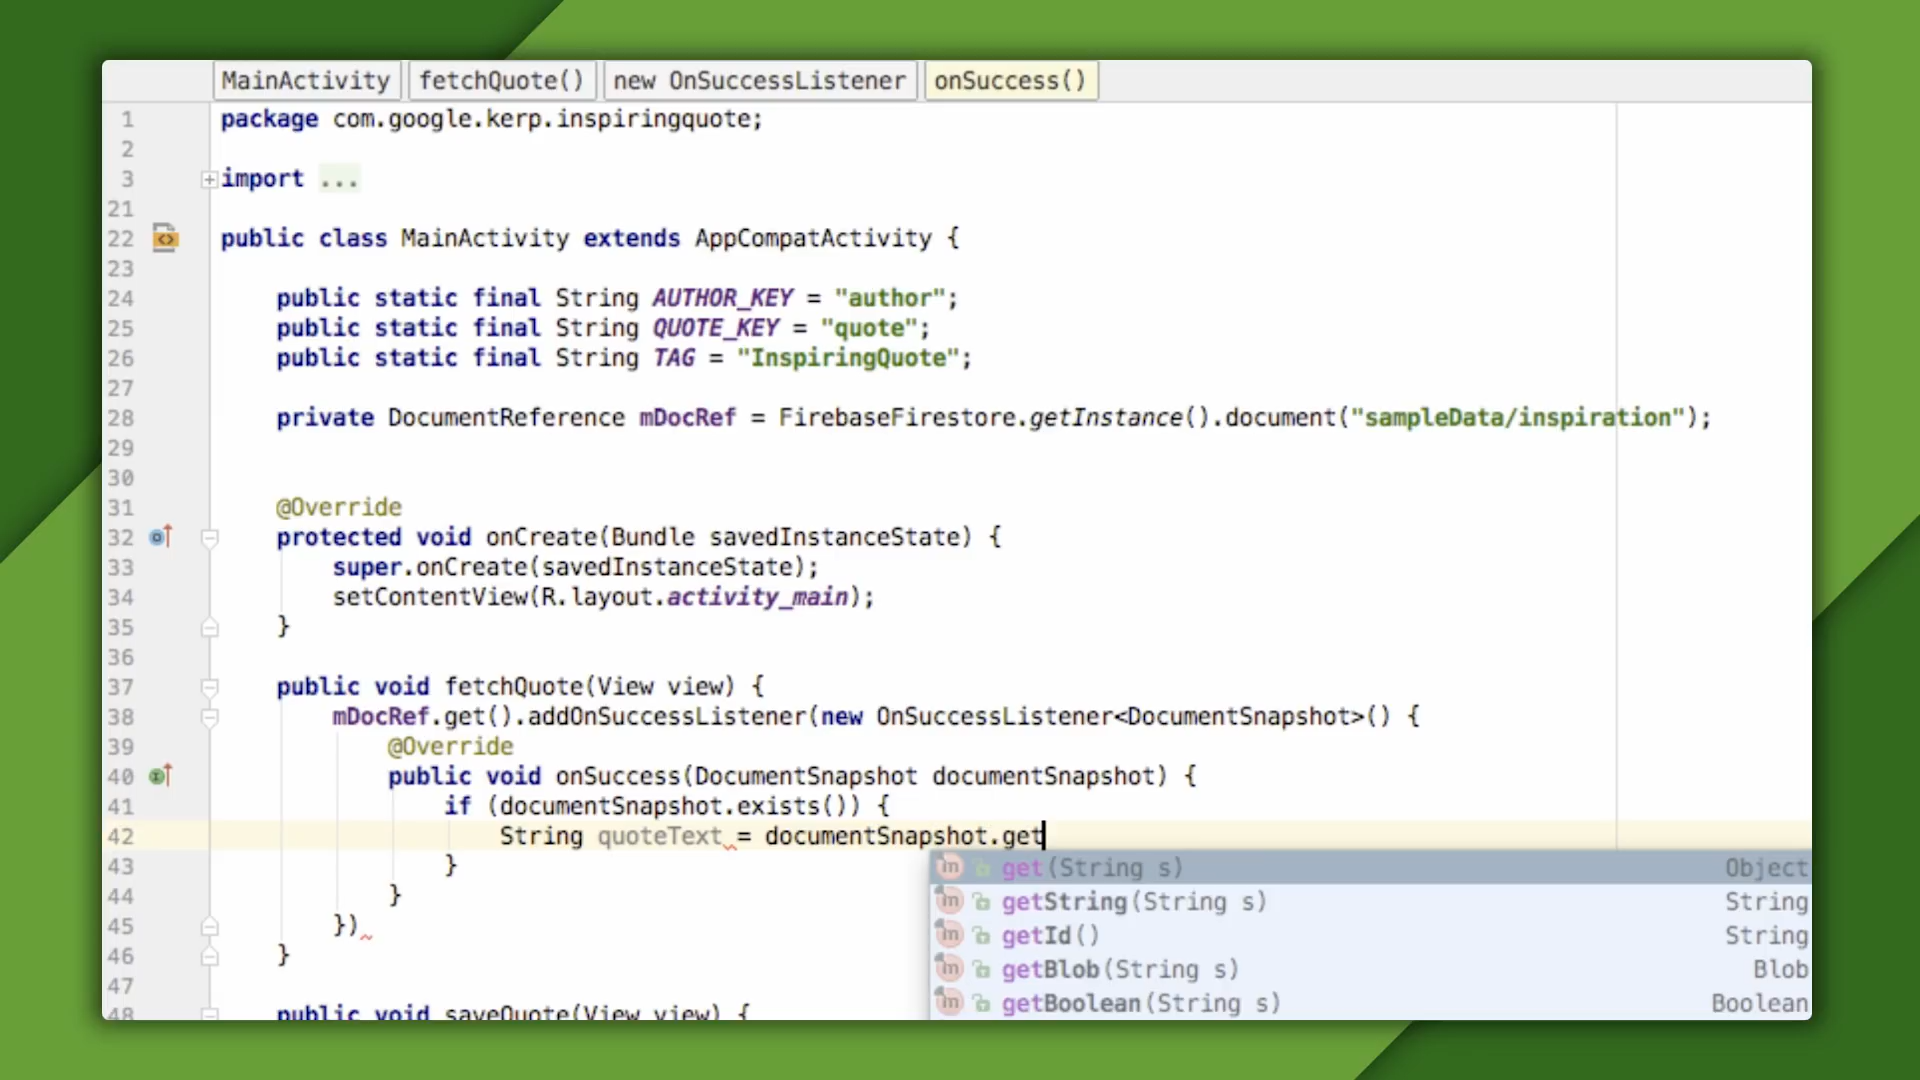 MainActivity fetchQuote() new OnSuccessListener onSuccess()
1 package com.google.kerp.inspiringquote;
2
3 import ...
21
22 public class MainActivity extends AppCompatActivity {
23
24 public static final String AUTHOR_KEY = "author";
25 public static final String QUOTE_KEY = "quote";
26 public static final String TAG = "InspiringQuote";
27
28 private DocumentReference mDocRef = FirebaseFirestore.getInstance().document("sampleData/inspiration");
29
30
31 @Override
32 protected void onCreate(Bundle savedInstanceState) {
33 super.onCreate(savedInstanceState);
34 setContentView(R.layout.activity_main);
35 }
36
37 public void fetchQuote(View view) {
38 mDocRef.get().addOnSuccessListener(new OnSuccessListener<DocumentSnapshot>() {
39 @Override
40 public void onSuccess(DocumentSnapshot documentSnapshot) {
41 if (documentSnapshot.exists()) {
42 String quoteText = documentSnapshot.get
43 }
44 }
45 })
46 }
47
48 public void saveQuote(View view) {
get(String s) Object
getString(String s) String
getId() String
getBlob(String s) Blob
getBoolean(String s) Boolean